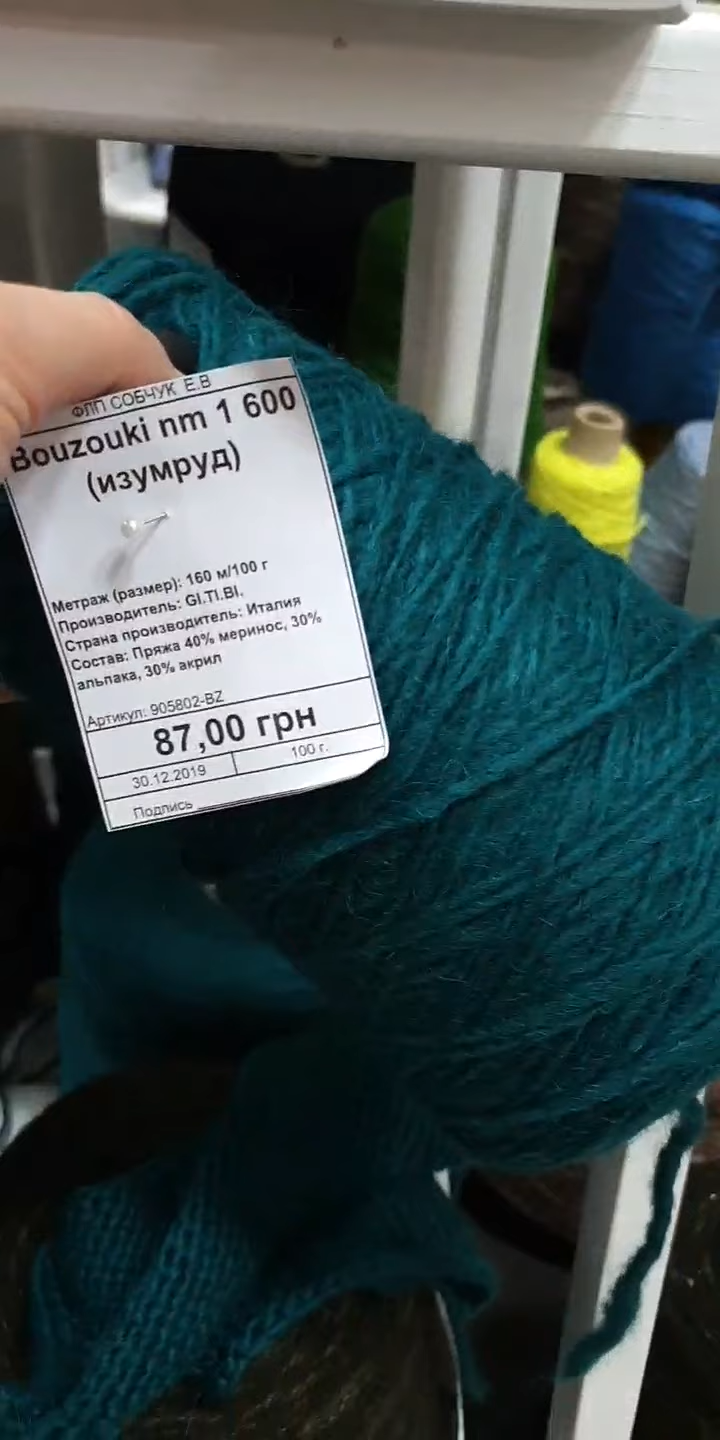 ФЛП СОБЧУК Е.В
Bouzouki nm 1 600
(изумруд)
Метраж (размер): 160 м/100 г
Производитель: GI.TI.BI.
Страна производитель: Италия
Состав: Пряжа 40% меринос, 30%
альпака, 30% акрил
Артикул: 905802-BZ
87,00 грн
30.12.2019 100 г.
Подпись